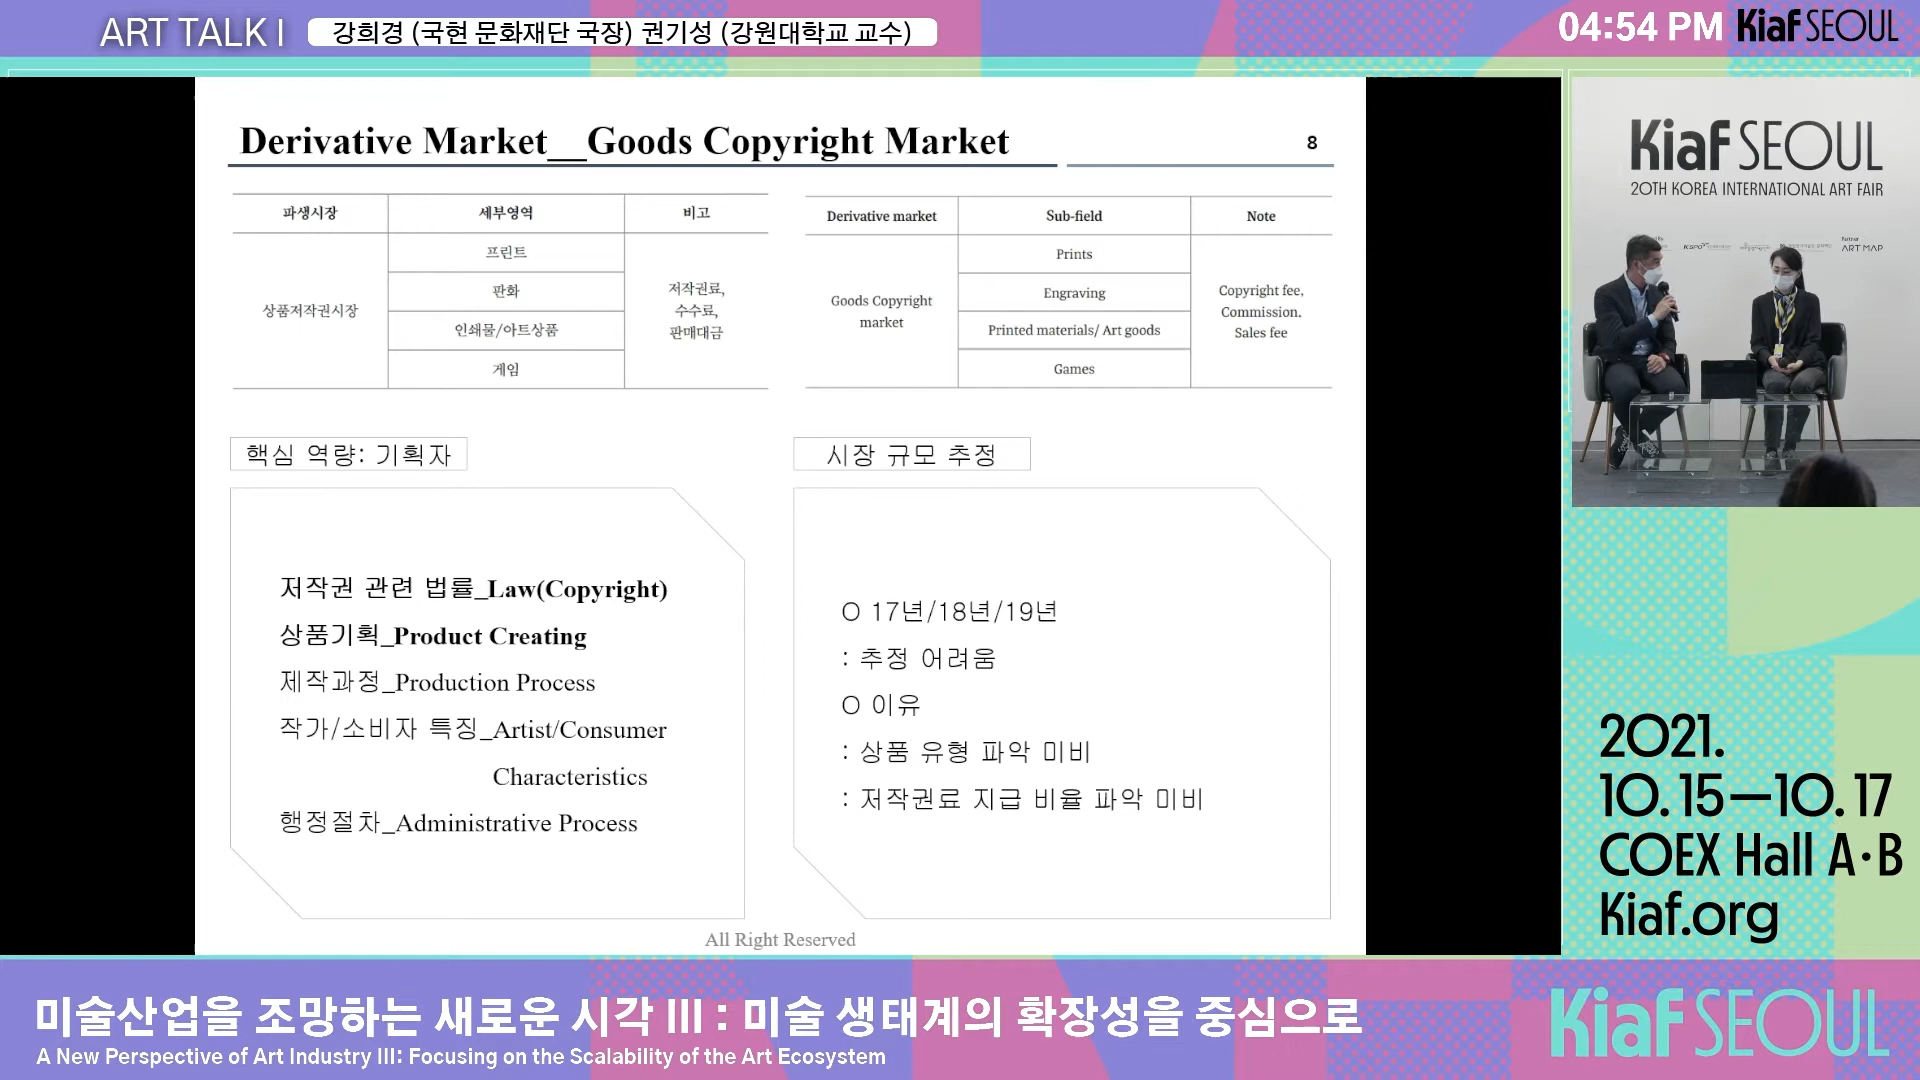 ART TALK I
강희경 (국현 문화재단 국장) 권기성 (강원대학교 교수)
04:54 PM Kiaf SEOUL
Derivative Market__Goods Copyright Market
8
파생시장 세부영역 비고
상품저작권시장
프린트
판화
인쇄물/아트상품
게임
저작권료,
수수료,
판매대금
Derivative market Sub-field Note
Goods Copyright
market
Prints
Engraving
Printed materials/ Art goods
Games
Copyright fee,
Commission,
Sales fee
핵심 역량: 기획자
저작권 관련 법률_Law(Copyright)
상품기획_Product Creating
제작과정_Production Process
작가/소비자 특징_Artist/Consumer
Characteristics
행정절차_Administrative Process
시장 규모 추정
O 17년/18년/19년
: 추정 어려움
O 이유
: 상품 유형 파악 미비
: 저작권료 지급 비율 파악 미비
All Right Reserved
Kiaf SEOUL
20TH KOREA INTERNATIONAL ART FAIR
KSPO
Partner
ART MAP
2021.
10.15—10.17
COEX Hall A·B
Kiaf.org
미술산업을 조망하는 새로운 시각 III : 미술 생태계의 확장성을 중심으로
A New Perspective of Art Industry III: Focusing on the Scalability of the Art Ecosystem
Kiaf SEOUL